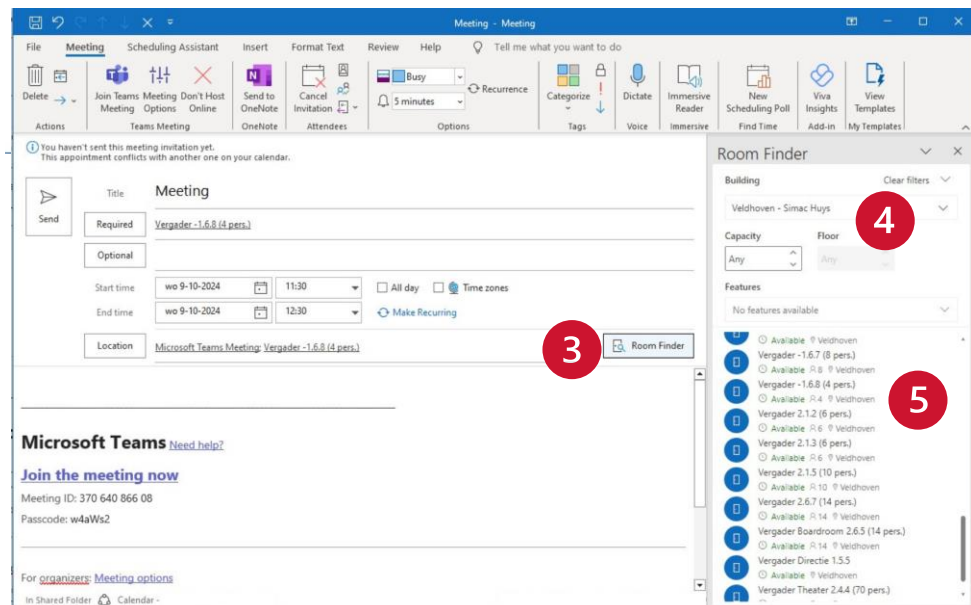 Meeting - Meeting
File Meeting Scheduling Assistant Insert Format Text Review Help Tell me what you want to do
Delete
Join Teams Meeting
Meeting Options
Don't Host Online
Send to OneNote
Cancel Invitation
Busy
5 minutes
Recurrence
Categorize
Dictate
Immersive Reader
New Scheduling Poll
Viva Insights
View Templates
Actions Teams Meeting OneNote Attendees Options Tags Voice Immersive Find Time Add-in My Templates
You haven't sent this meeting invitation yet.
This appointment conflicts with another one on your calendar.
Send
Title Meeting
Required Vergader -1.6.8 (4 pers.)
Optional
Start time wo 9-10-2024 11:30 All day Time zones
End time wo 9-10-2024 12:30 Make Recurring
Location Microsoft Teams Meeting; Vergader -1.6.8 (4 pers.)
3
Room Finder
Microsoft Teams Need help?
Join the meeting now
Meeting ID: 370 640 866 08
Passcode: w4aWs2
For organizers: Meeting options
In Shared Folder Calendar -
Room Finder
Building Clear filters
Veldhoven - Simac Huys
4
Capacity Floor
Any Any
Features
No features available
Available Veldhoven
Vergader -1.6.7 (8 pers.)
Available 8 Veldhoven
Vergader -1.6.8 (4 pers.)
Available 4 Veldhoven
5
Vergader 2.1.2 (6 pers.)
Available 6 Veldhoven
Vergader 2.1.3 (6 pers.)
Available 6 Veldhoven
Vergader 2.1.5 (10 pers.)
Available 10 Veldhoven
Vergader 2.6.7 (14 pers.)
Available 14 Veldhoven
Vergader Boardroom 2.6.5 (14 pers.)
Available 14 Veldhoven
Vergader Directie 1.5.5
Available Veldhoven
Vergader Theater 2.4.4 (70 pers.)